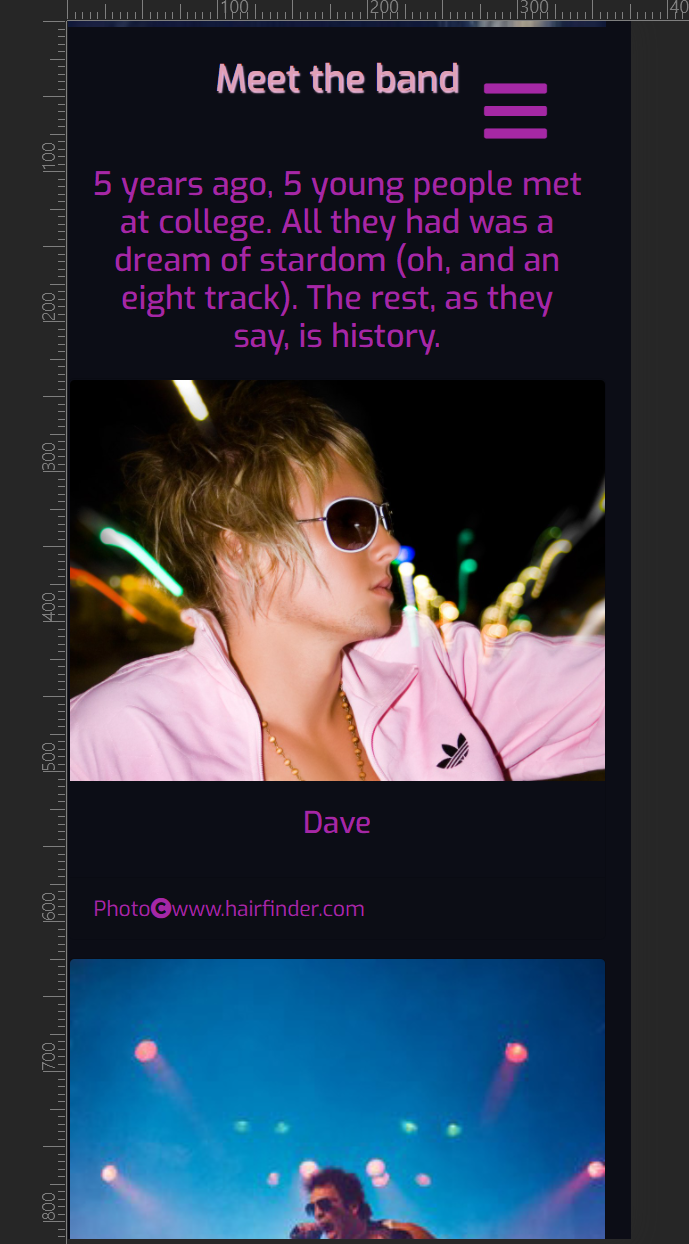 100
200
300
40
Meet the band
100
5 years ago, 5 young people met
at college. All they had was a
dream of stardom (oh, and an
eight track). The rest, as they
say, is history.
200
300
400
500
Dave
600
Photo©www.hairfinder.com
700
800